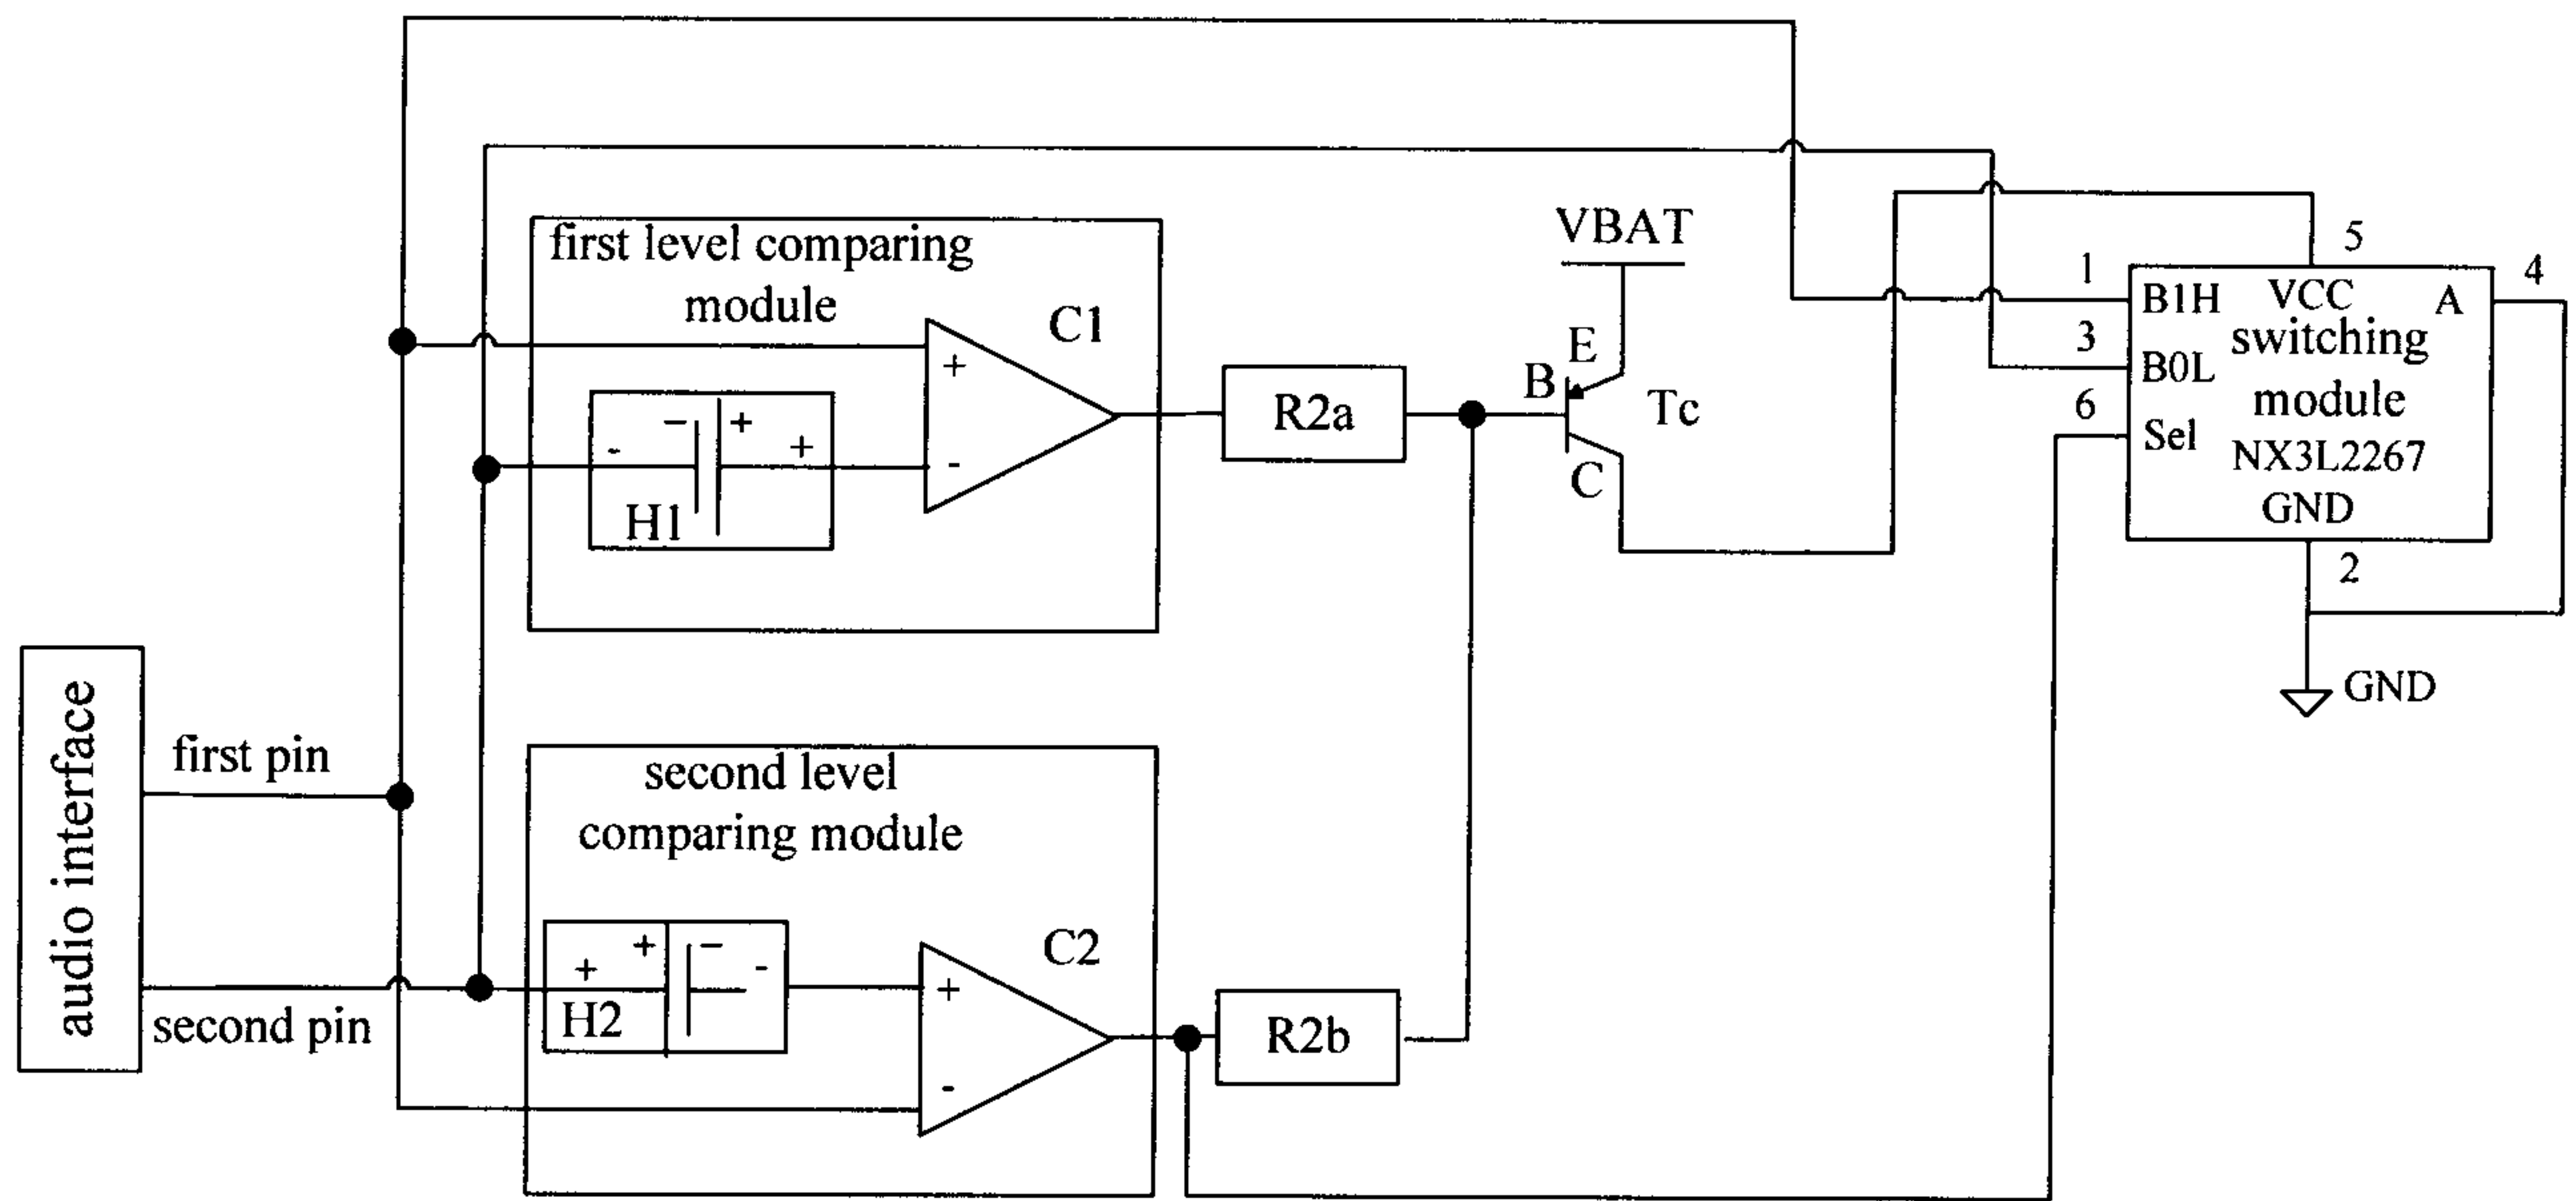 first level comparing
module
C1
+
-
− +
- +
H1
R2a
VBAT
E
B
Tc
C
5
1
4
B1H
VCC
A
3
switching
B0L
module
6
Sel
NX3L2267
GND
2
GND
audio interface
first pin
second pin
second level
comparing module
C2
+ −
+ -
H2
+
-
R2b